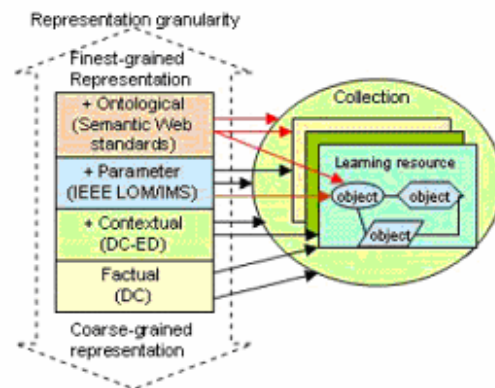 Representation granularity
Finest-grained
Representation
+ Ontological
(Semantic Web
standards)
+ Parameter
(IEEE LOM/IMS)
+ Contextual
(DC-ED)
Factual
(DC)
Coarse-grained
representation
Collection
Learning resource
object
object
object